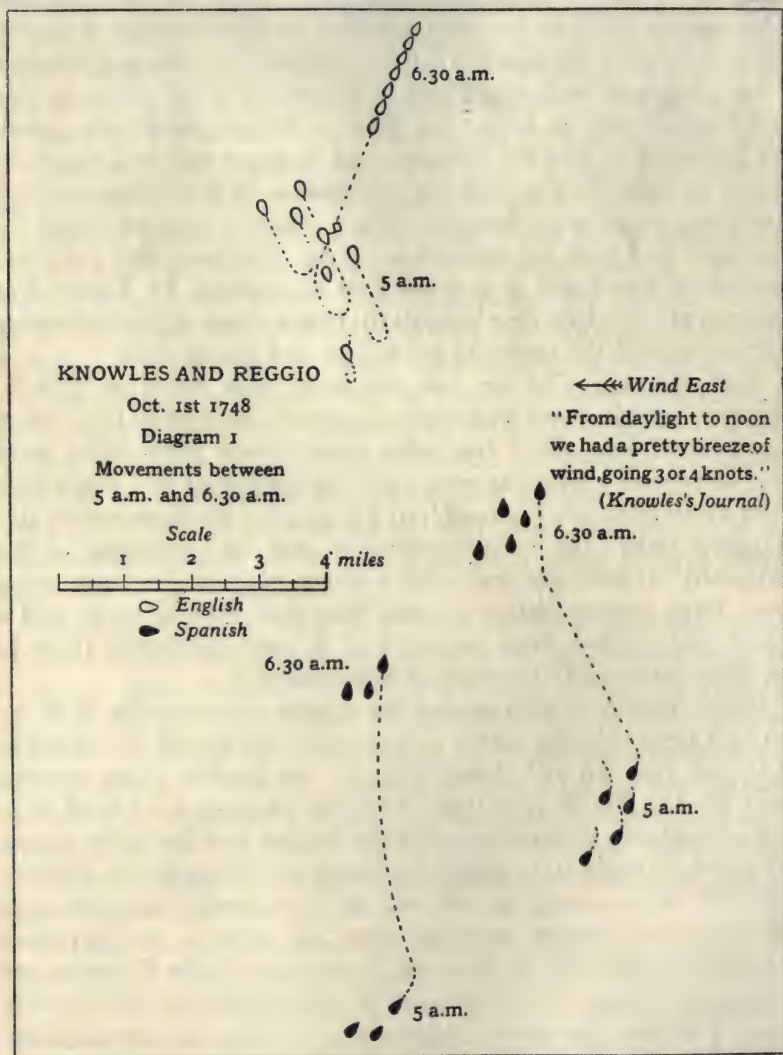 6.30 a.m.
5 a.m.
KNOWLES AND REGGIO
Oct. 1st 1748
Diagram 1
Movements between
5 a.m. and 6.30 a.m.
Scale
1 2 3 4 miles
English
Spanish
Wind East
"From daylight to noon
we had a pretty breeze of
wind, going 3 or 4 knots."
(Knowles's Journal)
6.30 a.m.
6.30 a.m.
5 a.m.
5 a.m.